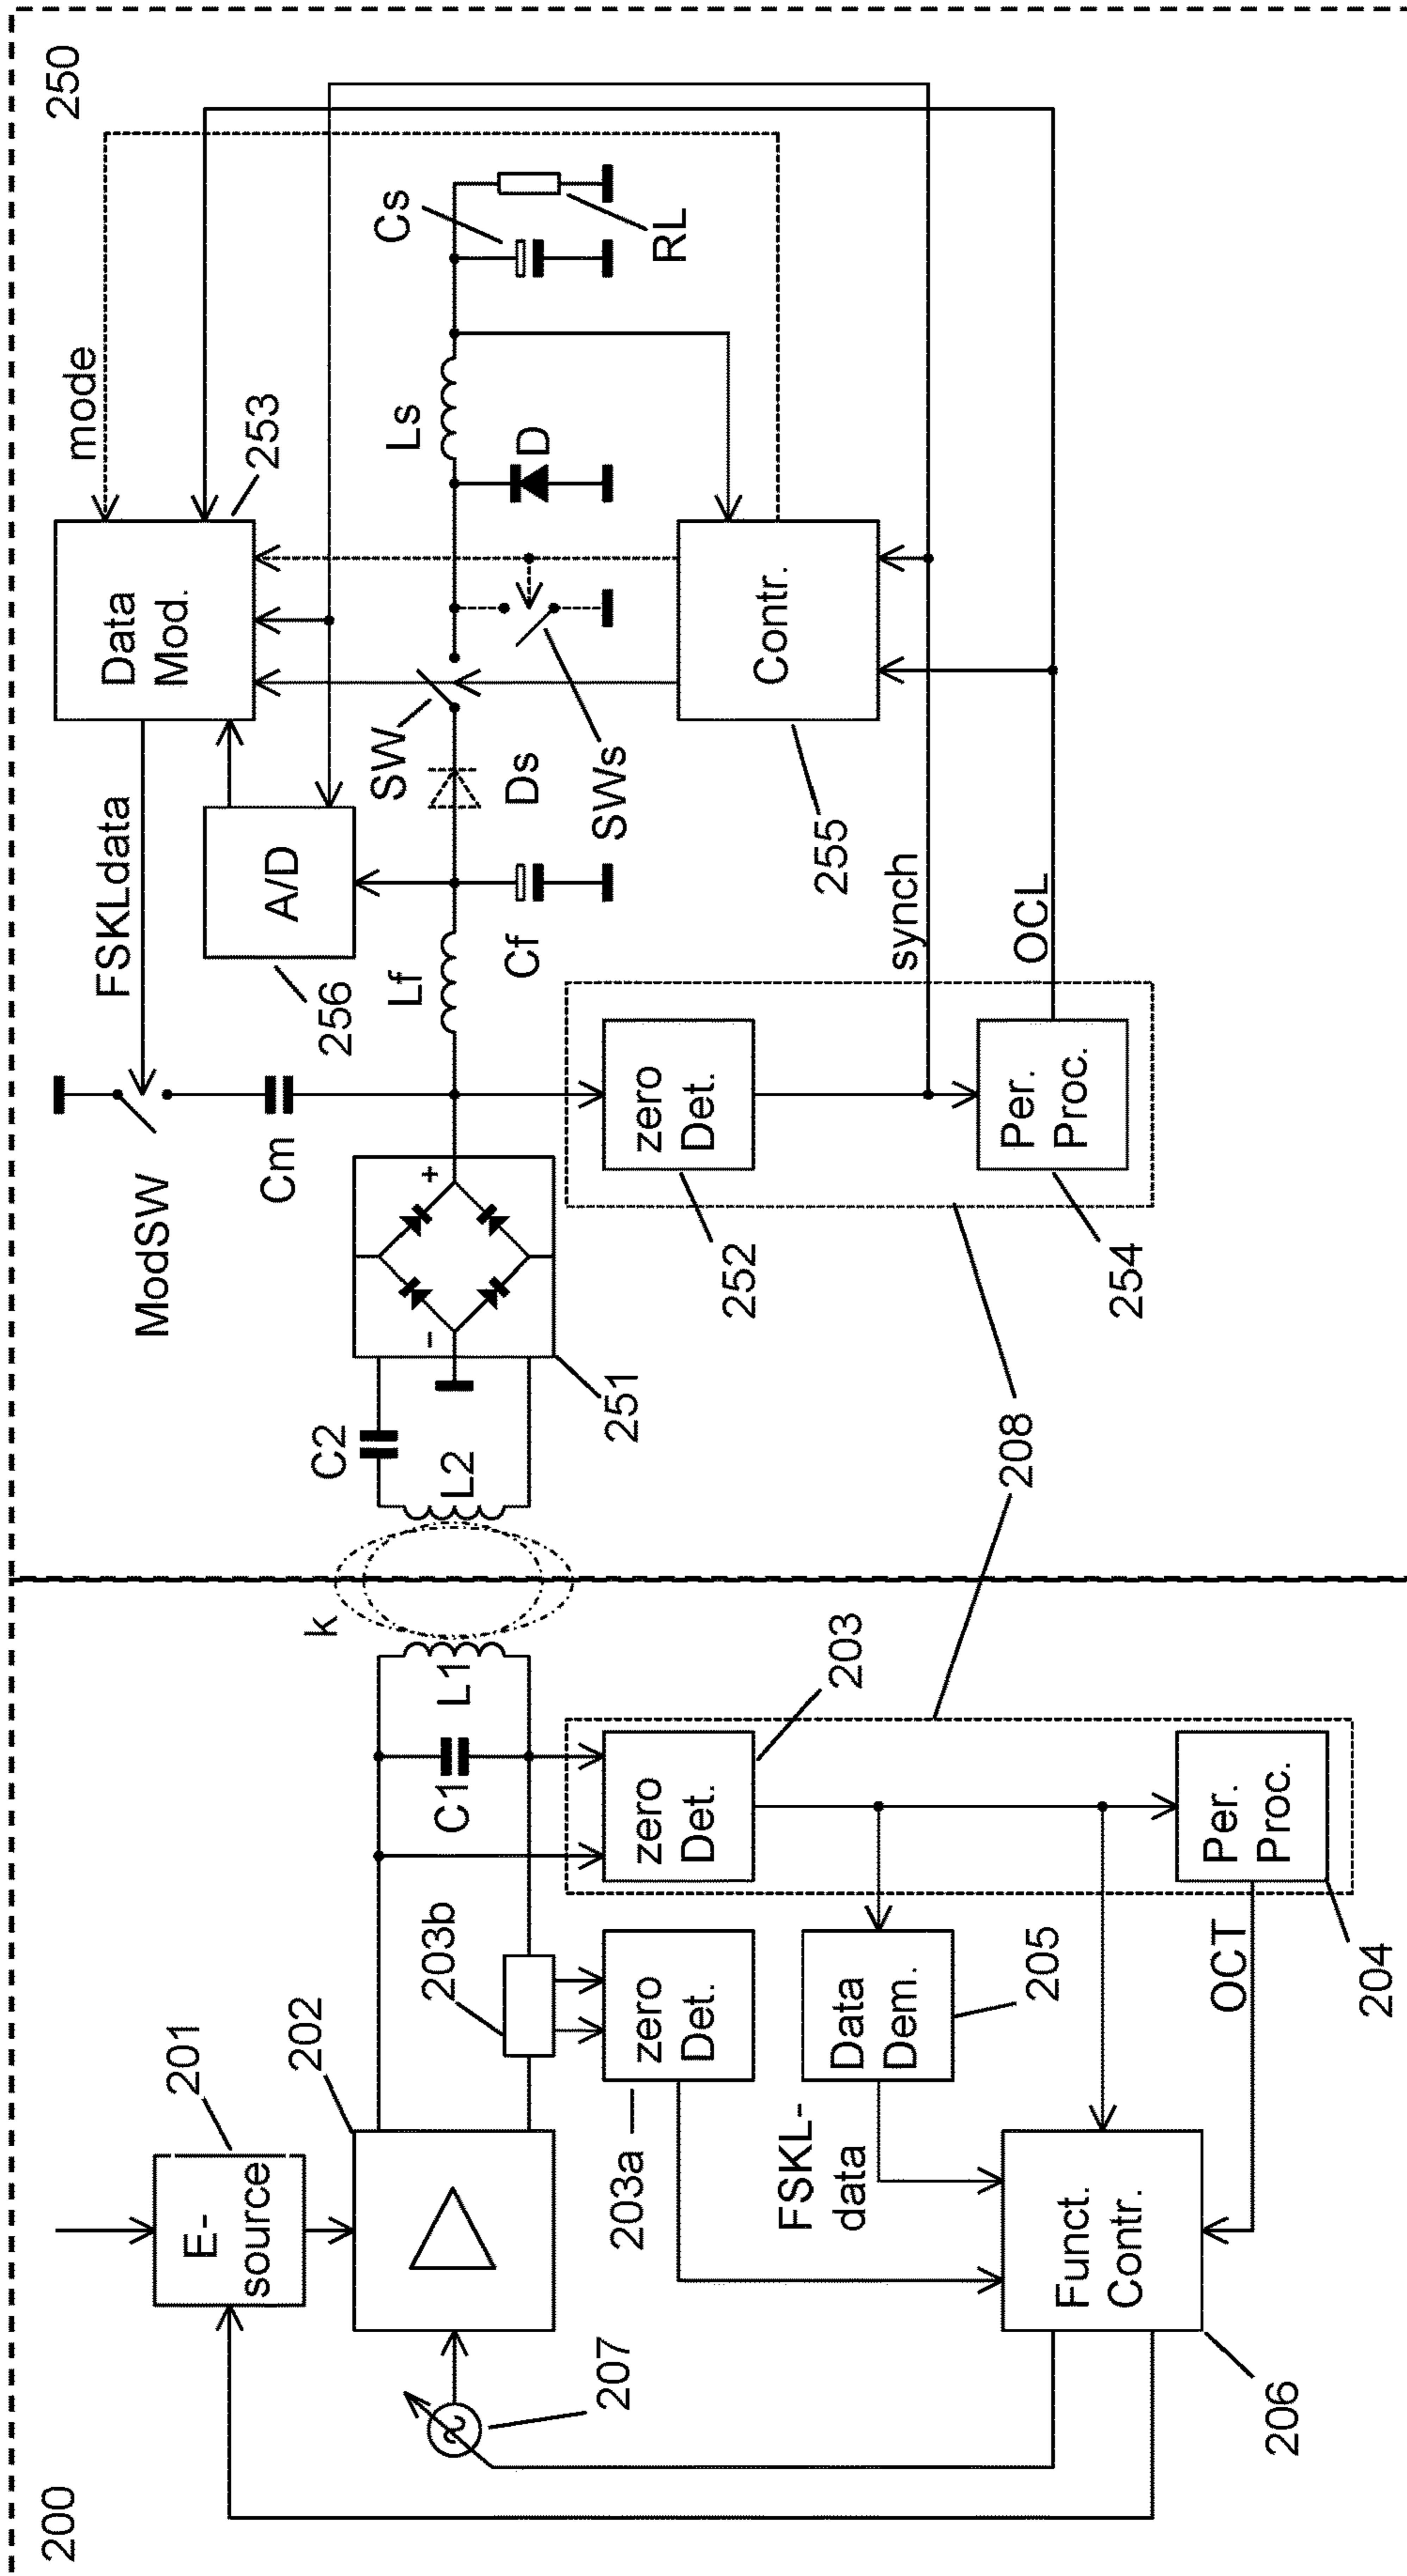 200
201
E-
source
202
207
203b
zero
Det.
203a
Data
Dem.
205
FSKL-
data
Funct.
Contr.
206
OCT
C1
L1
k
zero
Det.
203
Per.
Proc.
204
208
250
L2
C2
251
+
-
ModSW
Cm
FSKLdata
256
A/D
Lf
Cf
zero
Det.
252
Per.
Proc.
254
synch
OCL
Data
Mod.
253
mode
SW
Ds
SWs
Ls
D
Cs
RL
Contr.
255